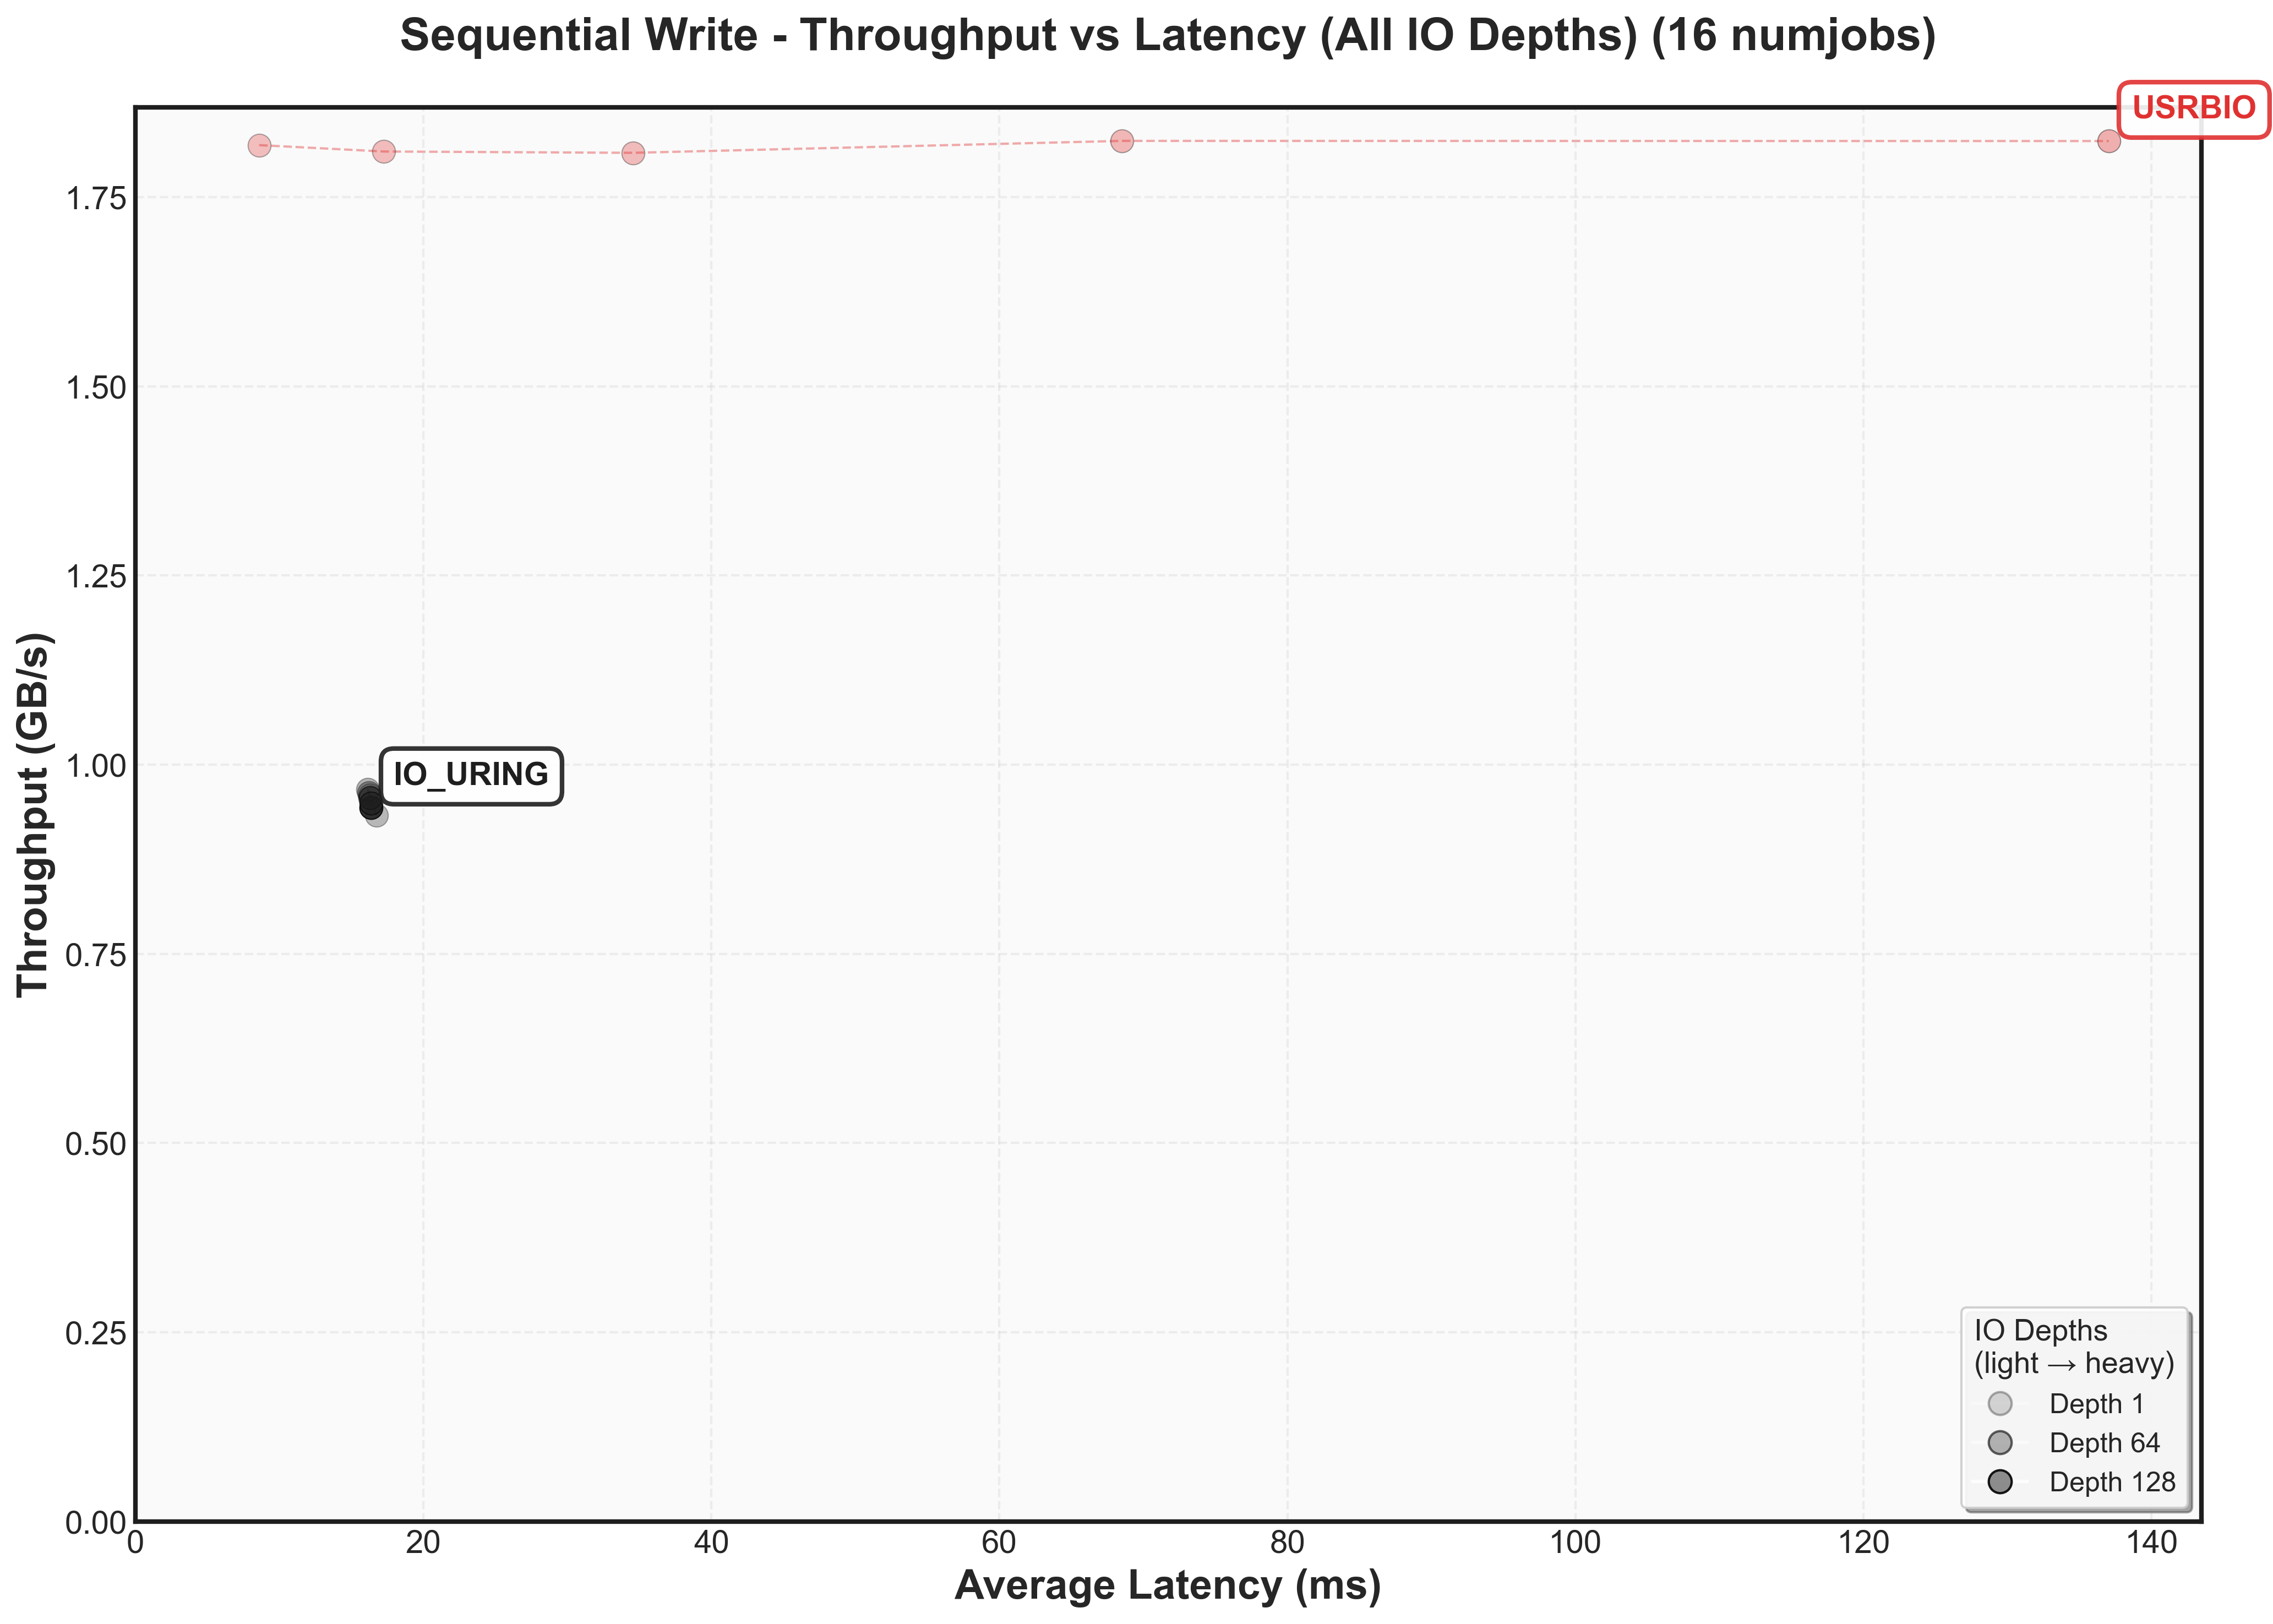 Sequential Write - Throughput vs Latency (All IO Depths) (16 numjobs)
USRBIO
1.75
1.50
1.25
1.00
0.75
0.50
0.25
0.00
Throughput (GB/s)
IO_URING
IO Depths
(light → heavy)
Depth 1
Depth 64
Depth 128
0 20 40 60 80 100 120 140
Average Latency (ms)